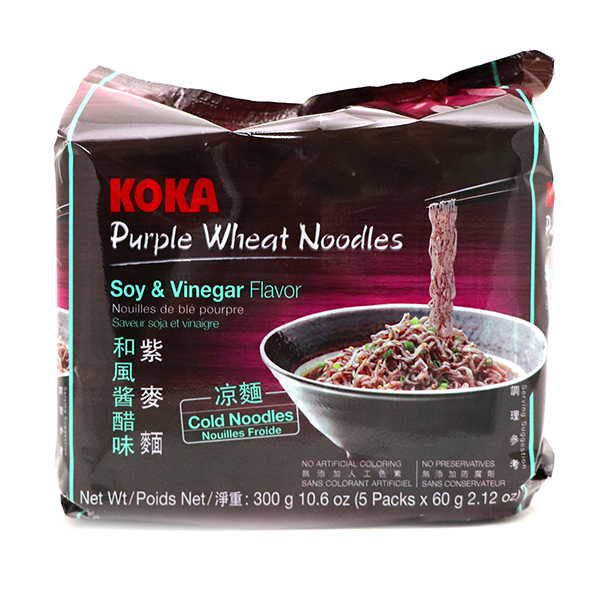 KOKA
Purple Wheat Noodles
Soy & Vinegar Flavor
Nouilles de blé pourpre
Saveur soja et vinaigre
紫麥麵
和風酱醋味
凉麵
Cold Noodles
Nouilles Froide
NO ARTIFICIAL COLORING
無添加人工色素
SANS COLORANT ARTIFICIEL
NO PRESERVATIVES
無添加防腐劑
SANS CONSERVATEUR
Net Wt/Poids Net/淨重: 300 g 10.6 oz (5 Packs x 60 g 2.12 oz)
Serving Suggestion
調理參考
KO